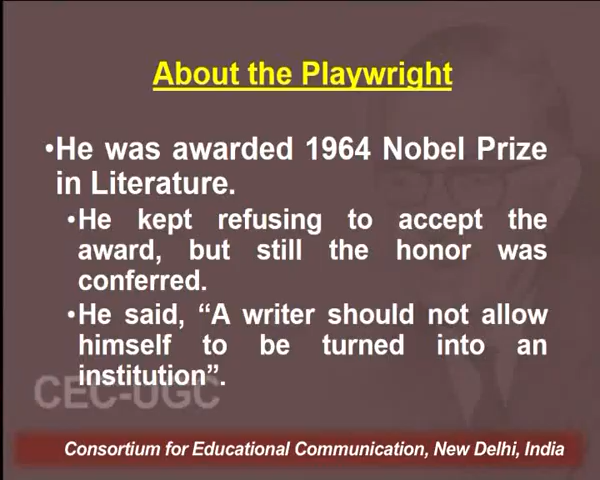 About the Playwright
•He was awarded 1964 Nobel Prize
in Literature.
•He kept refusing to accept the
award, but still the honor was
conferred.
•He said, “A writer should not allow
himself to be turned into an
institution”.
CEC-UGC
Consortium for Educational Communication, New Delhi, India